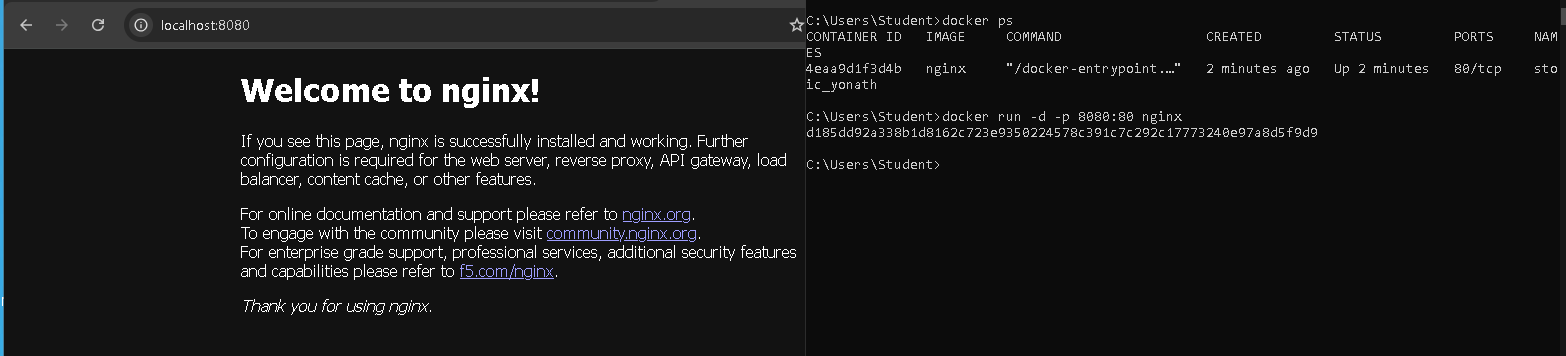 localhost:8080
Welcome to nginx!
If you see this page, nginx is successfully installed and working. Further
configuration is required for the web server, reverse proxy, API gateway, load
balancer, content cache, or other features.
For online documentation and support please refer to nginx.org.
To engage with the community please visit community.nginx.org.
For enterprise grade support, professional services, additional security features
and capabilities please refer to f5.com/nginx.
Thank you for using nginx.
C:\Users\Student>docker ps
CONTAINER ID   IMAGE     COMMAND                  CREATED         STATUS         PORTS     NAM
ES
4eaa9d1f3d4b   nginx     "/docker-entrypoint.…"   2 minutes ago   Up 2 minutes   80/tcp    sto
ic_yonath
C:\Users\Student>docker run -d -p 8080:80 nginx
d185dd92a338b1d8162c723e9350224578c391c7c292c17773240e97a8d5f9d9
C:\Users\Student>